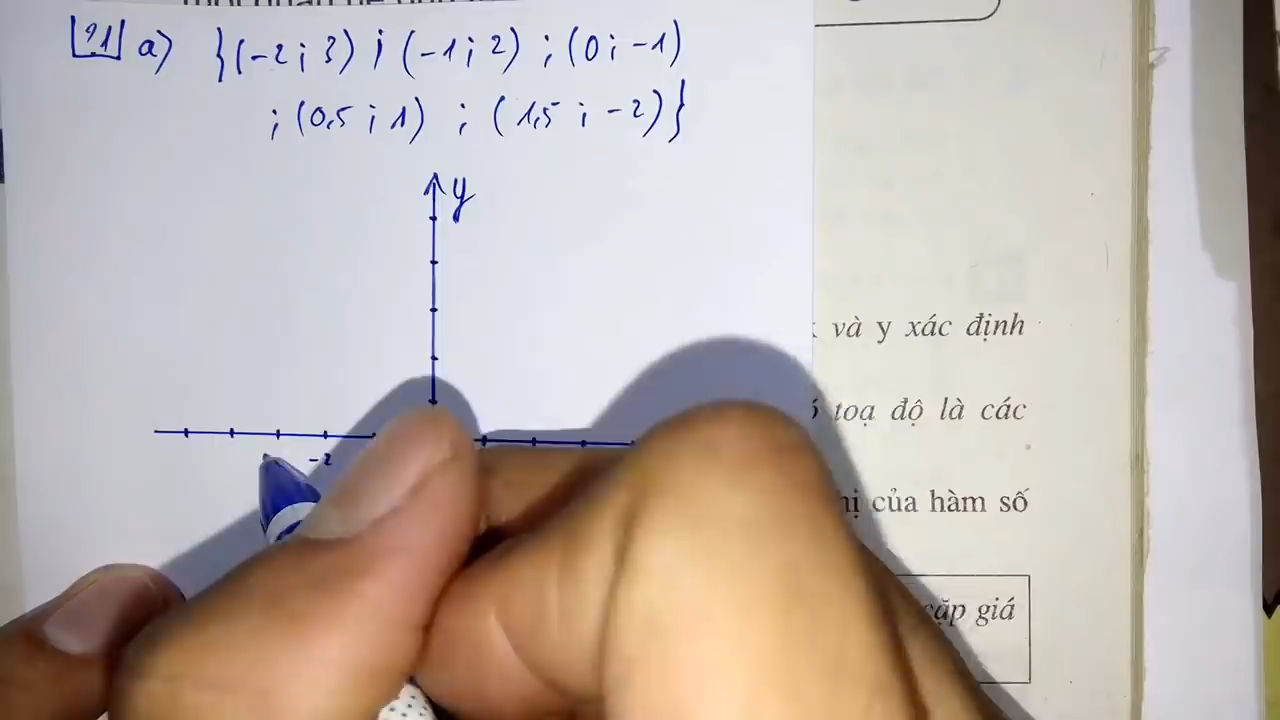 ?1 a) {(-2; 3); (-1; 2); (0; -1)
; (0,5; 1); (1,5; -2)}
y
và y xác định
toạ độ là các
-2
của hàm số
cặp giá